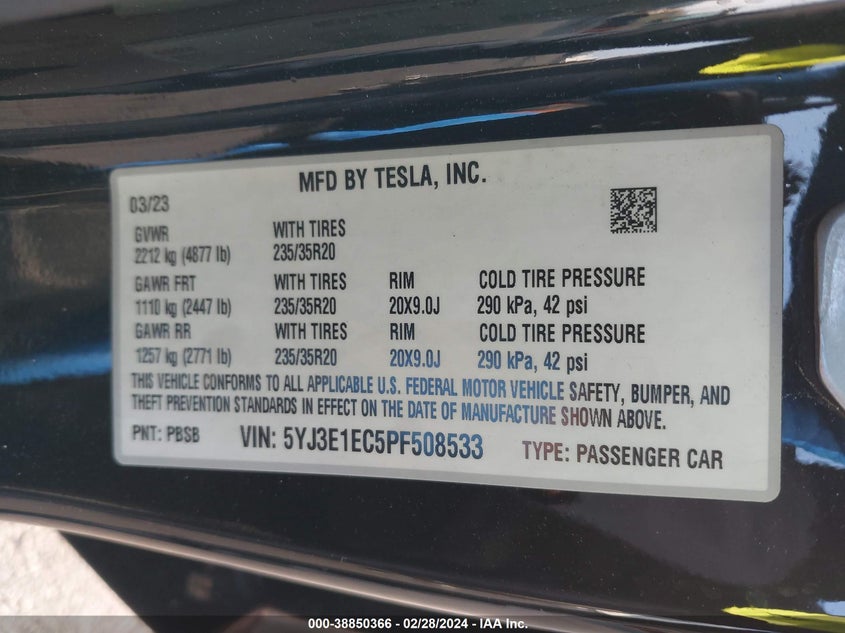 MFD BY TESLA, INC.
03/23
GVWR WITH TIRES
2212 kg (4877 lb) 235/35R20
GAWR FRT WITH TIRES RIM COLD TIRE PRESSURE
1110 kg (2447 lb) 235/35R20 20X9.0J 290 kPa, 42 psi
GAWR RR WITH TIRES RIM COLD TIRE PRESSURE
1257 kg (2771 lb) 235/35R20 20X9.0J 290 kPa, 42 psi
THIS VEHICLE CONFORMS TO ALL APPLICABLE U.S. FEDERAL MOTOR VEHICLE SAFETY, BUMPER, AND
THEFT PREVENTION STANDARDS IN EFFECT ON THE DATE OF MANUFACTURE SHOWN ABOVE.
PNT: PBSB VIN: 5YJ3E1EC5PF508533 TYPE: PASSENGER CAR
000-38850366 - 02/28/2024 - IAA Inc.